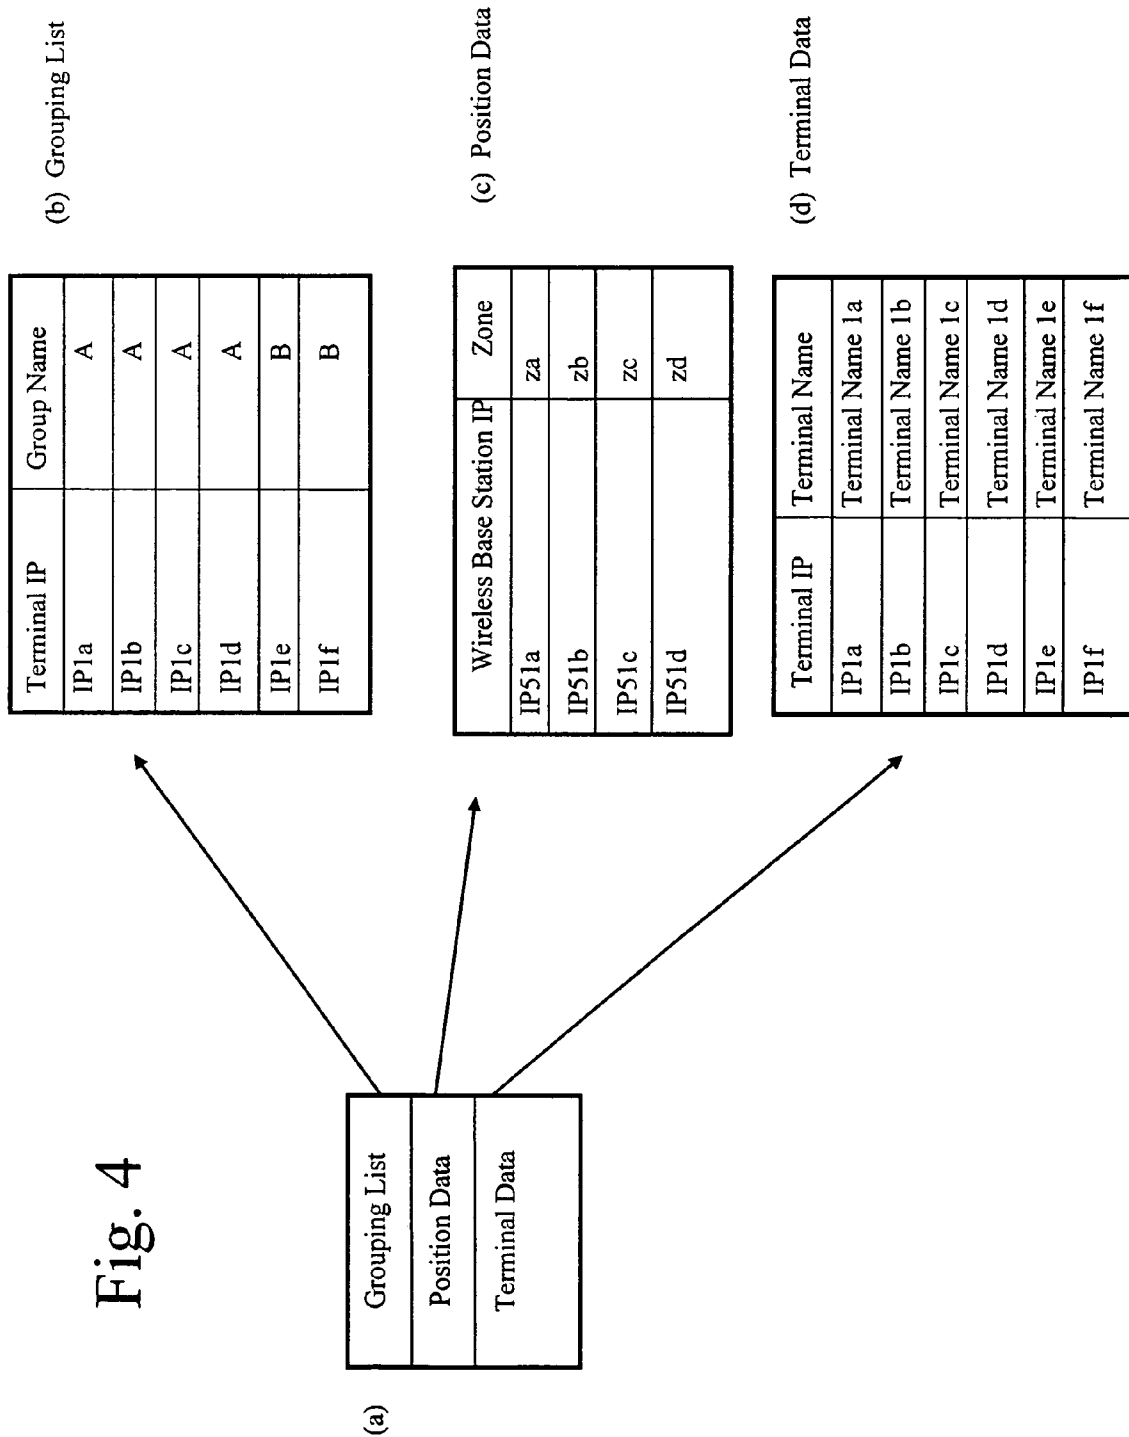 Fig. 4
(a)
Grouping List
Position Data
Terminal Data
(b) Grouping List
Terminal IP Group Name
IP1a A
IP1b A
IP1c A
IP1d A
IP1e B
IP1f B
(c) Position Data
Wireless Base Station IP Zone
IP51a za
IP51b zb
IP51c zc
IP51d zd
(d) Terminal Data
Terminal IP Terminal Name
IP1a Terminal Name 1a
IP1b Terminal Name 1b
IP1c Terminal Name 1c
IP1d Terminal Name 1d
IP1e Terminal Name 1e
IP1f Terminal Name 1f